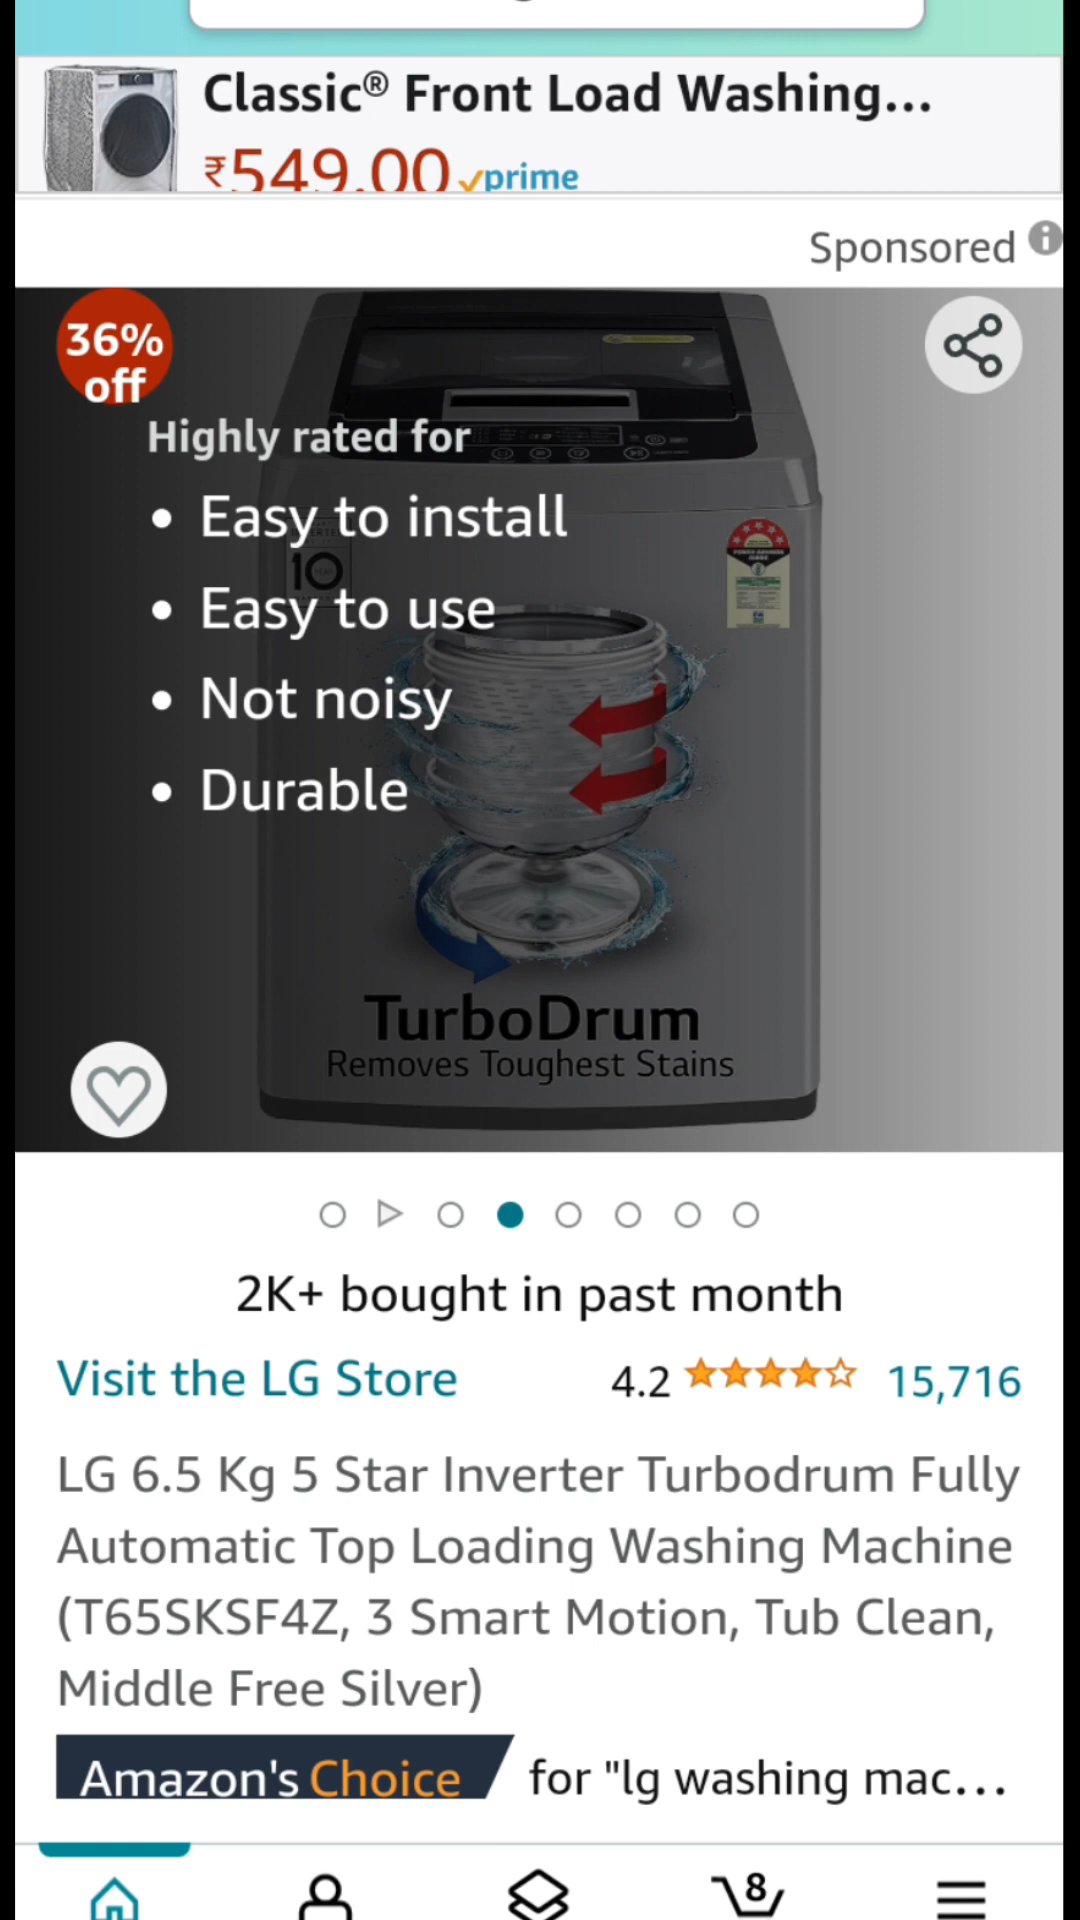 Classic® Front Load Washing...
₹549.00 prime
Sponsored
36%
off
Highly rated for
• Easy to install
• Easy to use
• Not noisy
• Durable
10
TurboDrum
Removes Toughest Stains
2K+ bought in past month
Visit the LG Store 4.2 15,716
LG 6.5 Kg 5 Star Inverter Turbodrum Fully
Automatic Top Loading Washing Machine
(T65SKSF4Z, 3 Smart Motion, Tub Clean,
Middle Free Silver)
Amazon's Choice for "lg washing mac...
8